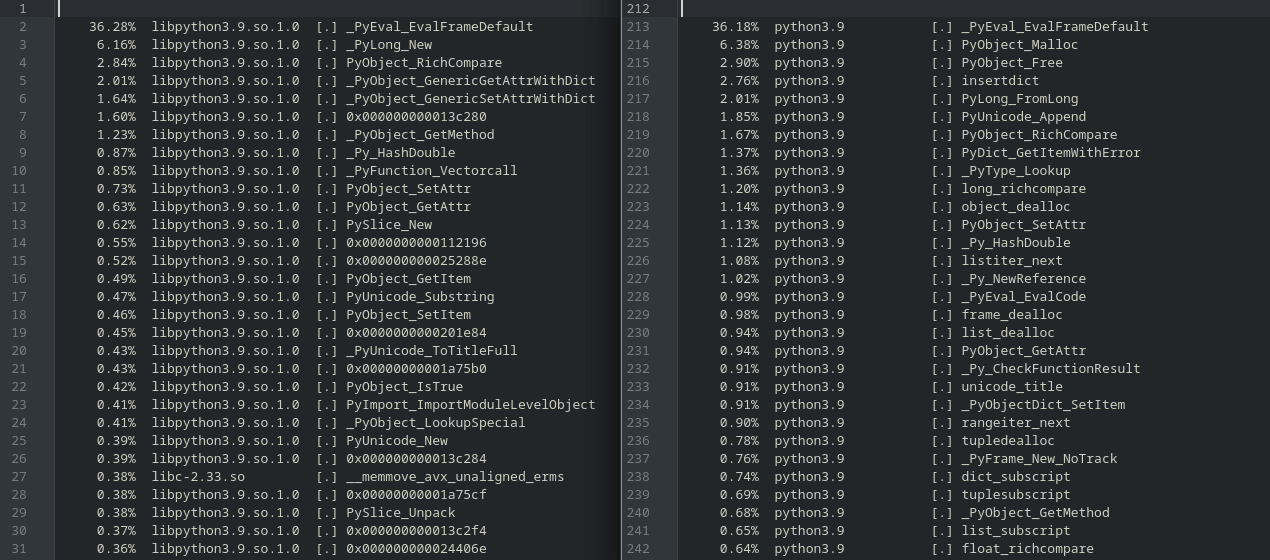 1
2 36.28% libpython3.9.so.1.0 [.] _PyEval_EvalFrameDefault
3 6.16% libpython3.9.so.1.0 [.] _PyLong_New
4 2.84% libpython3.9.so.1.0 [.] PyObject_RichCompare
5 2.01% libpython3.9.so.1.0 [.] _PyObject_GenericGetAttrWithDict
6 1.64% libpython3.9.so.1.0 [.] _PyObject_GenericSetAttrWithDict
7 1.60% libpython3.9.so.1.0 [.] 0x000000000013c280
8 1.23% libpython3.9.so.1.0 [.] _PyObject_GetMethod
9 0.87% libpython3.9.so.1.0 [.] _Py_HashDouble
10 0.85% libpython3.9.so.1.0 [.] _PyFunction_Vectorcall
11 0.73% libpython3.9.so.1.0 [.] PyObject_SetAttr
12 0.63% libpython3.9.so.1.0 [.] PyObject_GetAttr
13 0.62% libpython3.9.so.1.0 [.] PySlice_New
14 0.55% libpython3.9.so.1.0 [.] 0x0000000000112196
15 0.52% libpython3.9.so.1.0 [.] 0x000000000025288e
16 0.49% libpython3.9.so.1.0 [.] PyObject_GetItem
17 0.47% libpython3.9.so.1.0 [.] PyUnicode_Substring
18 0.46% libpython3.9.so.1.0 [.] PyObject_SetItem
19 0.45% libpython3.9.so.1.0 [.] 0x0000000000201e84
20 0.43% libpython3.9.so.1.0 [.] _PyUnicode_ToTitleFull
21 0.43% libpython3.9.so.1.0 [.] 0x00000000001a75b0
22 0.42% libpython3.9.so.1.0 [.] PyObject_IsTrue
23 0.41% libpython3.9.so.1.0 [.] PyImport_ImportModuleLevelObject
24 0.41% libpython3.9.so.1.0 [.] _PyObject_LookupSpecial
25 0.39% libpython3.9.so.1.0 [.] PyUnicode_New
26 0.39% libpython3.9.so.1.0 [.] 0x000000000013c284
27 0.38% libc-2.33.so [.] __memmove_avx_unaligned_erms
28 0.38% libpython3.9.so.1.0 [.] 0x00000000001a75cf
29 0.38% libpython3.9.so.1.0 [.] PySlice_Unpack
30 0.37% libpython3.9.so.1.0 [.] 0x000000000013c2f4
31 0.36% libpython3.9.so.1.0 [.] 0x000000000024406e
212
213 36.18% python3.9 [.] _PyEval_EvalFrameDefault
214 6.38% python3.9 [.] PyObject_Malloc
215 2.90% python3.9 [.] PyObject_Free
216 2.76% python3.9 [.] insertdict
217 2.01% python3.9 [.] PyLong_FromLong
218 1.85% python3.9 [.] PyUnicode_Append
219 1.67% python3.9 [.] PyObject_RichCompare
220 1.37% python3.9 [.] PyDict_GetItemWithError
221 1.36% python3.9 [.] _PyType_Lookup
222 1.20% python3.9 [.] long_richcompare
223 1.14% python3.9 [.] object_dealloc
224 1.13% python3.9 [.] PyObject_SetAttr
225 1.12% python3.9 [.] _Py_HashDouble
226 1.08% python3.9 [.] listiter_next
227 1.02% python3.9 [.] _Py_NewReference
228 0.99% python3.9 [.] _PyEval_EvalCode
229 0.98% python3.9 [.] frame_dealloc
230 0.94% python3.9 [.] list_dealloc
231 0.94% python3.9 [.] PyObject_GetAttr
232 0.91% python3.9 [.] _Py_CheckFunctionResult
233 0.91% python3.9 [.] unicode_title
234 0.91% python3.9 [.] _PyObjectDict_SetItem
235 0.90% python3.9 [.] rangeiter_next
236 0.78% python3.9 [.] tupledealloc
237 0.76% python3.9 [.] _PyFrame_New_NoTrack
238 0.74% python3.9 [.] dict_subscript
239 0.69% python3.9 [.] tuplesubscript
240 0.68% python3.9 [.] _PyObject_GetMethod
241 0.65% python3.9 [.] list_subscript
242 0.64% python3.9 [.] float_richcompare